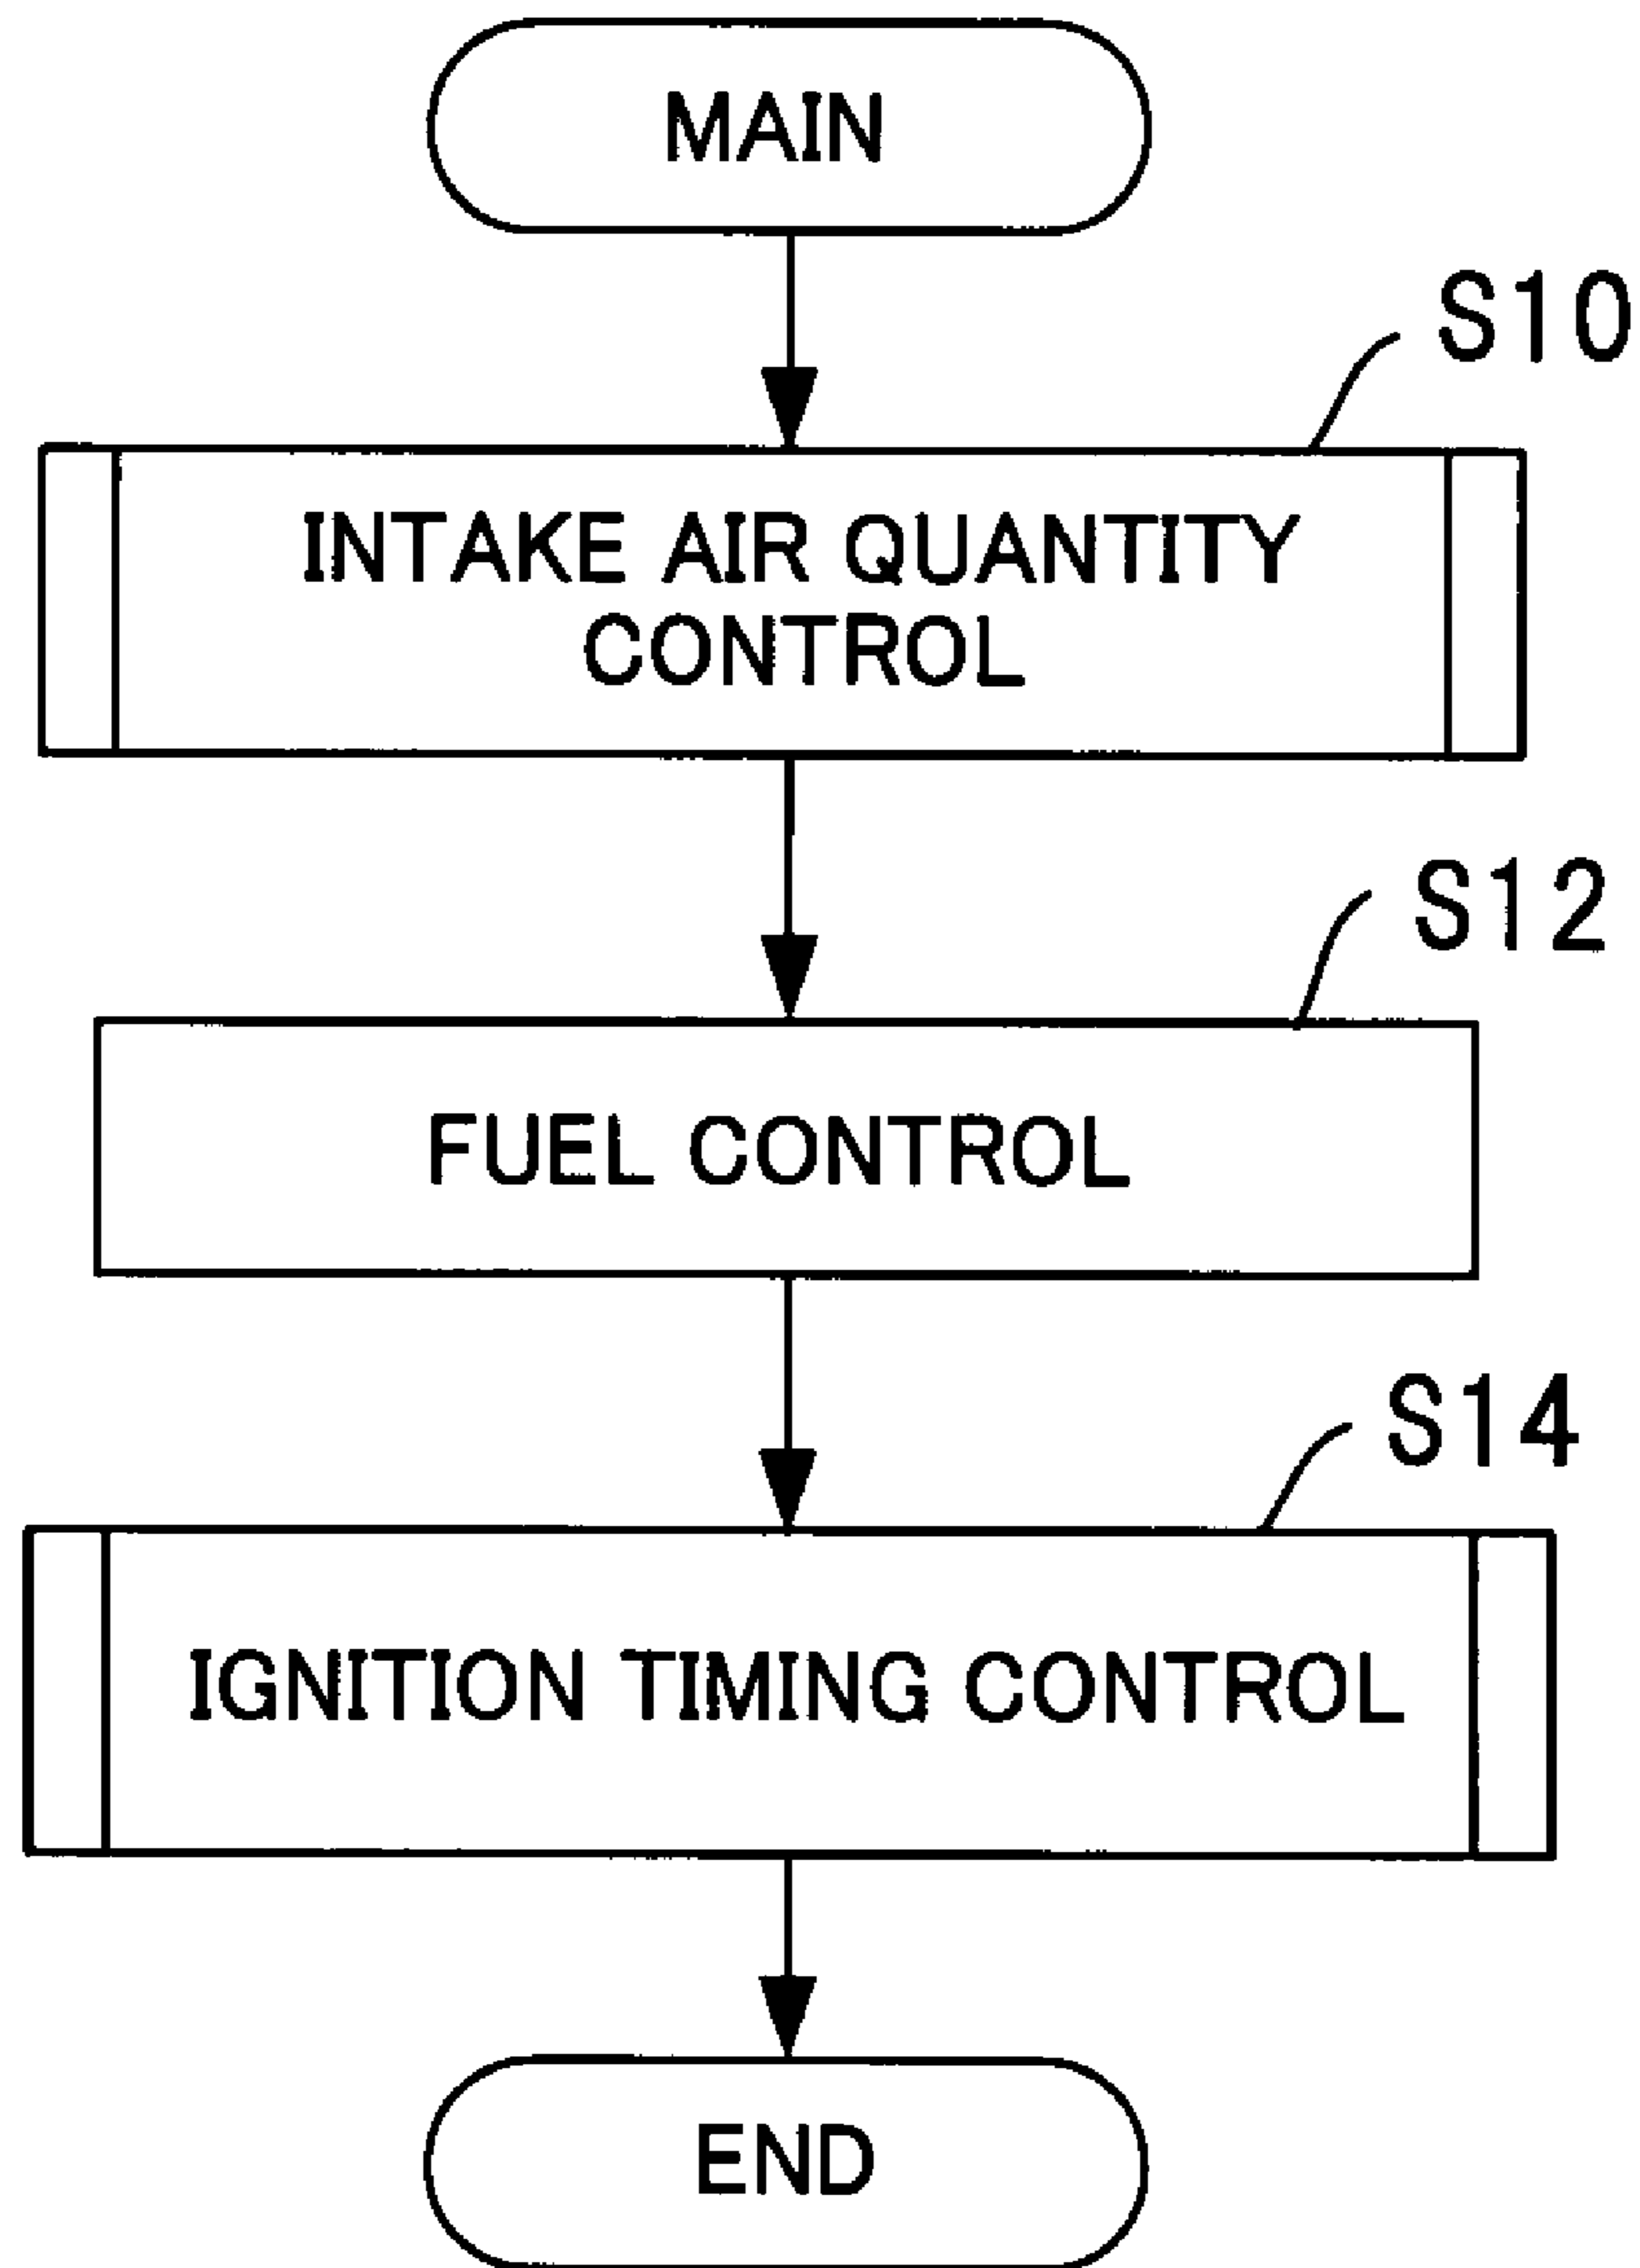 MAIN
S10
INTAKE AIR QUANTITY
CONTROL
S12
FUEL CONTROL
S14
IGNITION TIMING CONTROL
END